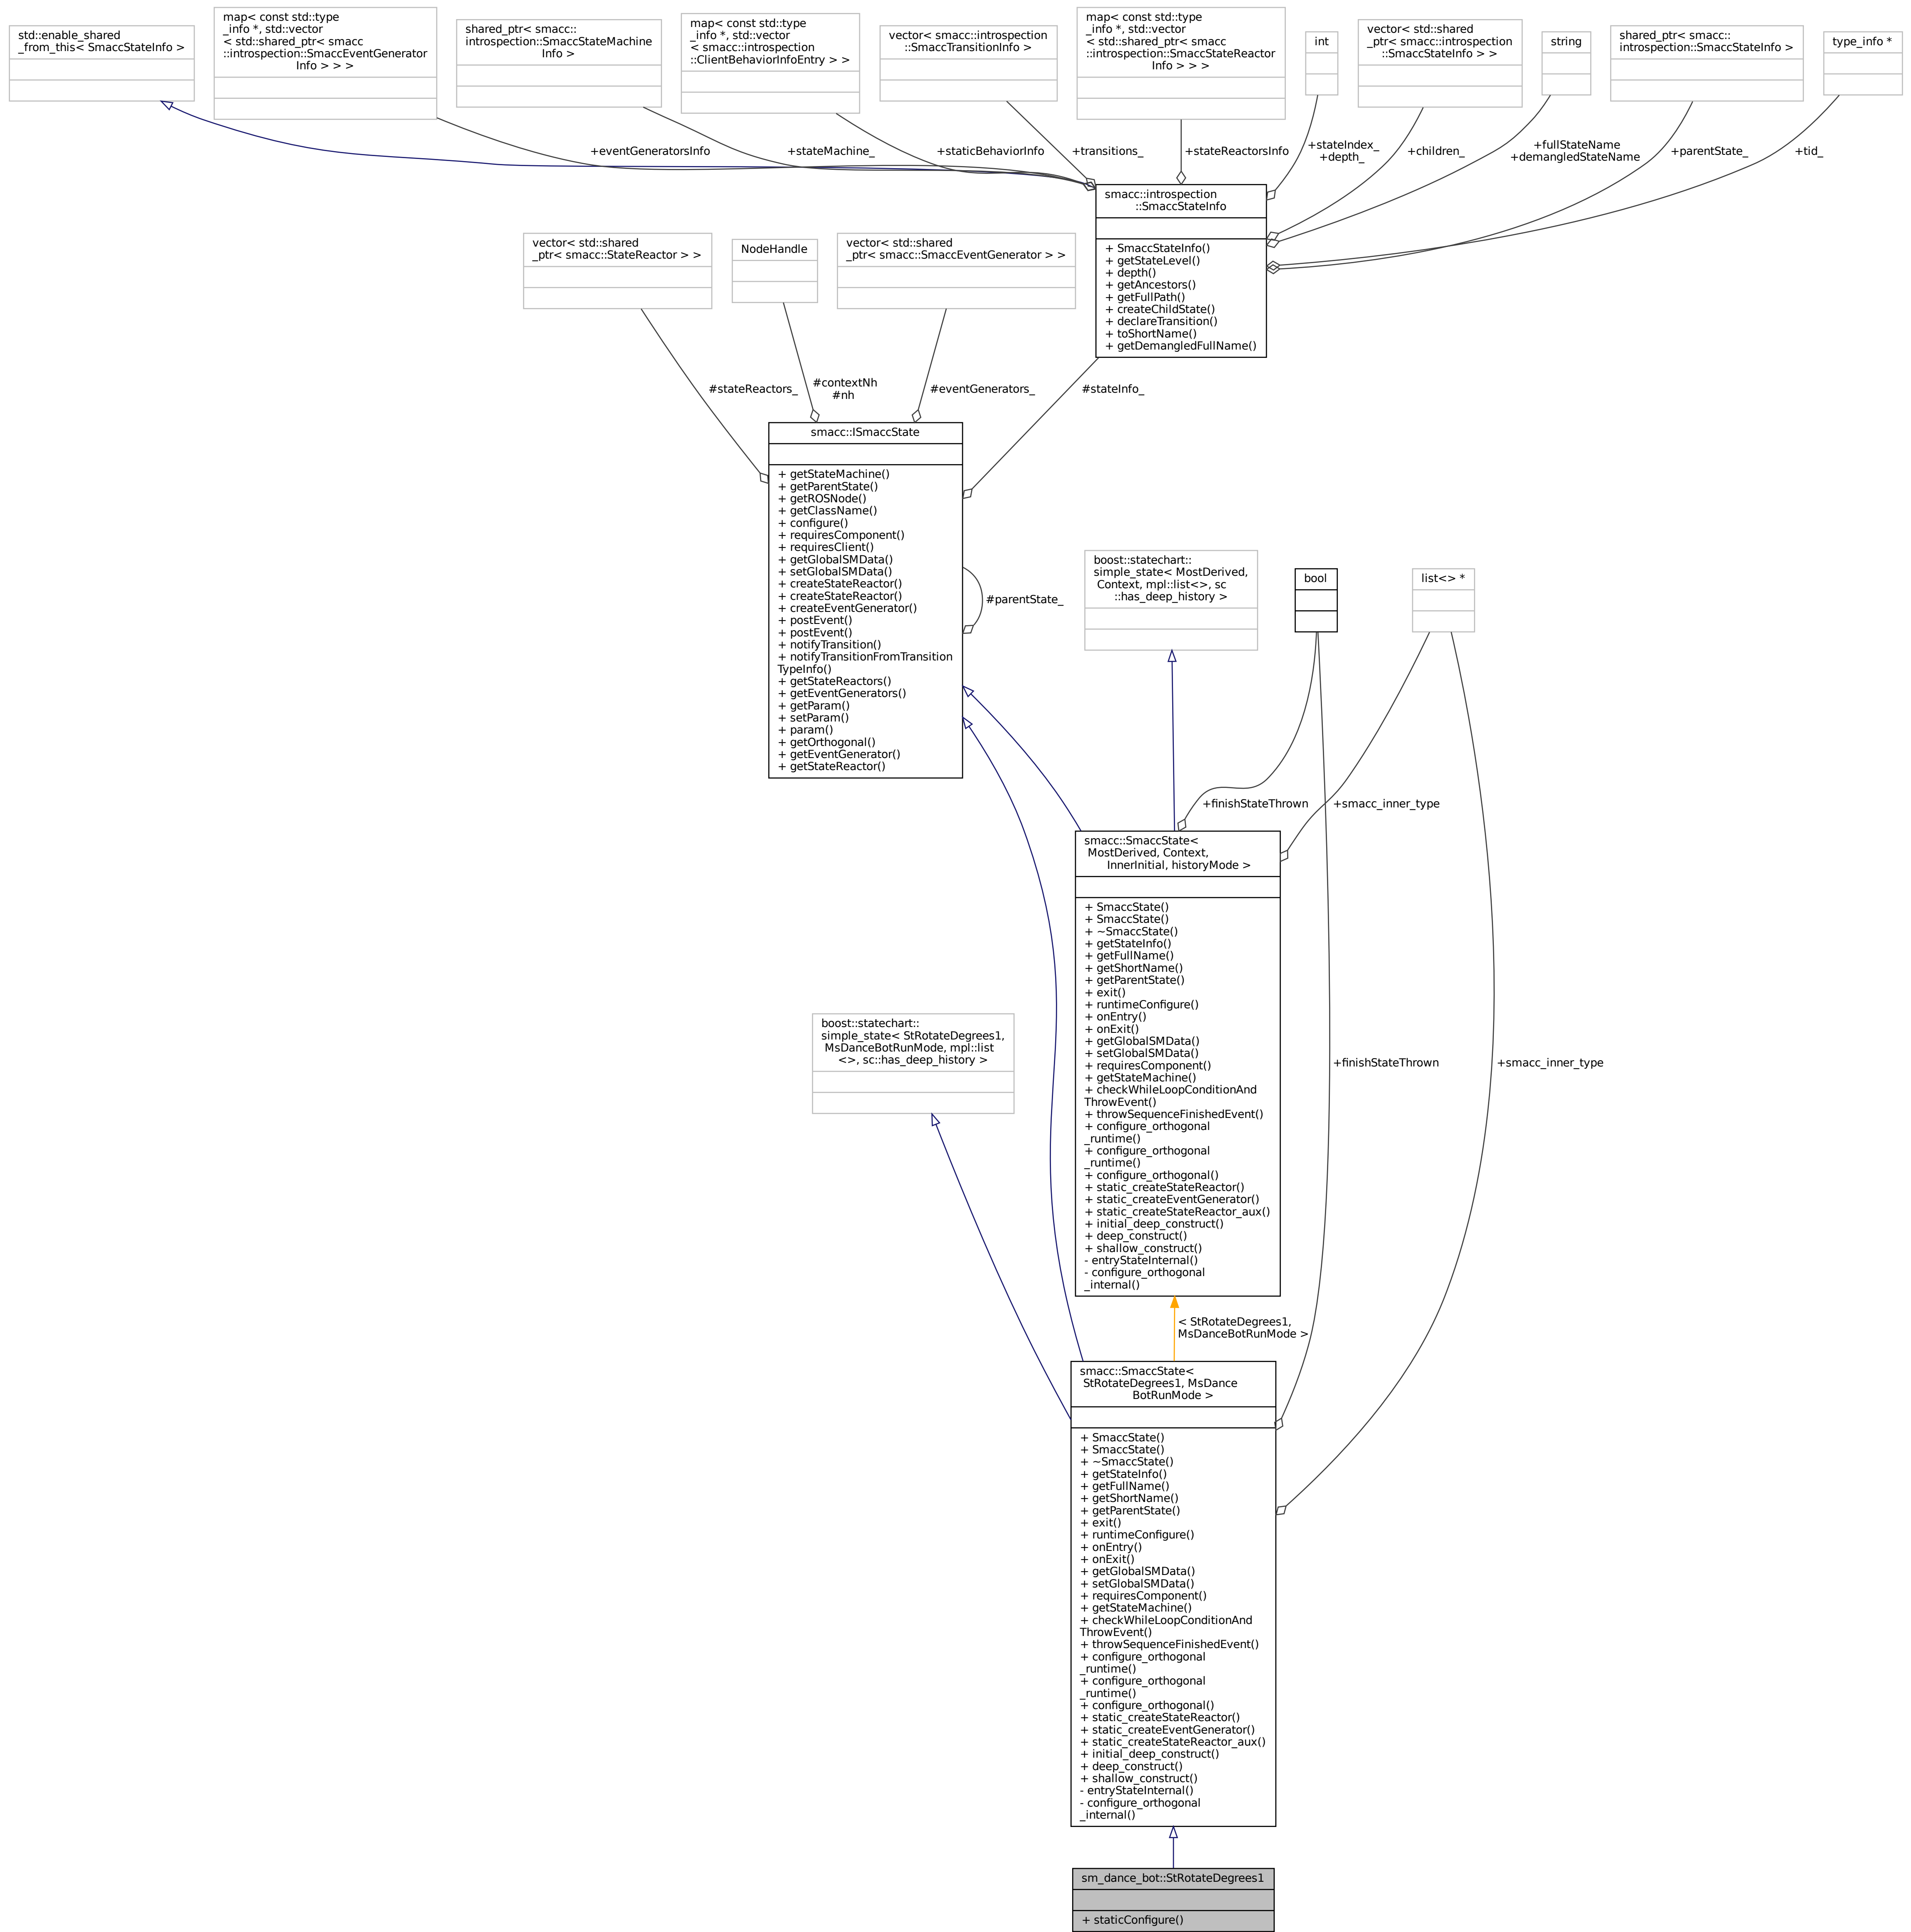 std::enable_shared
_from_this< SmaccStateInfo >
map< const std::type
_info *, std::vector
< std::shared_ptr< smacc
::introspection::SmaccEventGenerator
Info > > >
shared_ptr< smacc::
introspection::SmaccStateMachine
Info >
map< const std::type
_info *, std::vector
< smacc::introspection
::ClientBehaviorInfoEntry > >
vector< smacc::introspection
::SmaccTransitionInfo >
map< const std::type
_info *, std::vector
< std::shared_ptr< smacc
::introspection::SmaccStateReactor
Info > > >
int
vector< std::shared
_ptr< smacc::introspection
::SmaccStateInfo > >
string
shared_ptr< smacc::
introspection::SmaccStateInfo >
type_info *
+eventGeneratorsInfo
+stateMachine_
+staticBehaviorInfo
+transitions_
+stateReactorsInfo
+stateIndex_
+depth_
+children_
+fullStateName
+demangledStateName
+parentState_
+tid_
smacc::introspection
::SmaccStateInfo
+ SmaccStateInfo()
+ getStateLevel()
+ depth()
+ getAncestors()
+ getFullPath()
+ createChildState()
+ declareTransition()
+ toShortName()
+ getDemangledFullName()
vector< std::shared
_ptr< smacc::StateReactor > >
NodeHandle
vector< std::shared
_ptr< smacc::SmaccEventGenerator > >
#stateReactors_
#contextNh
#nh
#eventGenerators_
#stateInfo_
smacc::ISmaccState
+ getStateMachine()
+ getParentState()
+ getROSNode()
+ getClassName()
+ configure()
+ requiresComponent()
+ requiresClient()
+ getGlobalSMData()
+ setGlobalSMData()
+ createStateReactor()
+ createStateReactor()
+ createEventGenerator()
+ postEvent()
+ postEvent()
+ notifyTransition()
+ notifyTransitionFromTransition
TypeInfo()
+ getStateReactors()
+ getEventGenerators()
+ getParam()
+ setParam()
+ param()
+ getOrthogonal()
+ getEventGenerator()
+ getStateReactor()
#parentState_
boost::statechart::
simple_state< MostDerived,
Context, mpl::list<>, sc
::has_deep_history >
bool
list<> *
+finishStateThrown
+smacc_inner_type
smacc::SmaccState<
MostDerived, Context,
InnerInitial, historyMode >
+ SmaccState()
+ SmaccState()
+ ~SmaccState()
+ getStateInfo()
+ getFullName()
+ getShortName()
+ getParentState()
+ exit()
+ runtimeConfigure()
+ onEntry()
+ onExit()
+ getGlobalSMData()
+ setGlobalSMData()
+ requiresComponent()
+ getStateMachine()
+ checkWhileLoopConditionAnd
ThrowEvent()
+ throwSequenceFinishedEvent()
+ configure_orthogonal
_runtime()
+ configure_orthogonal
_runtime()
+ configure_orthogonal()
+ static_createStateReactor()
+ static_createEventGenerator()
+ static_createStateReactor_aux()
+ initial_deep_construct()
+ deep_construct()
+ shallow_construct()
- entryStateInternal()
- configure_orthogonal
_internal()
boost::statechart::
simple_state< StRotateDegrees1,
MsDanceBotRunMode, mpl::list
<>, sc::has_deep_history >
+finishStateThrown
+smacc_inner_type
< StRotateDegrees1,
MsDanceBotRunMode >
smacc::SmaccState<
StRotateDegrees1, MsDance
BotRunMode >
+ SmaccState()
+ SmaccState()
+ ~SmaccState()
+ getStateInfo()
+ getFullName()
+ getShortName()
+ getParentState()
+ exit()
+ runtimeConfigure()
+ onEntry()
+ onExit()
+ getGlobalSMData()
+ setGlobalSMData()
+ requiresComponent()
+ getStateMachine()
+ checkWhileLoopConditionAnd
ThrowEvent()
+ throwSequenceFinishedEvent()
+ configure_orthogonal
_runtime()
+ configure_orthogonal
_runtime()
+ configure_orthogonal()
+ static_createStateReactor()
+ static_createEventGenerator()
+ static_createStateReactor_aux()
+ initial_deep_construct()
+ deep_construct()
+ shallow_construct()
- entryStateInternal()
- configure_orthogonal
_internal()
sm_dance_bot::StRotateDegrees1
+ staticConfigure()